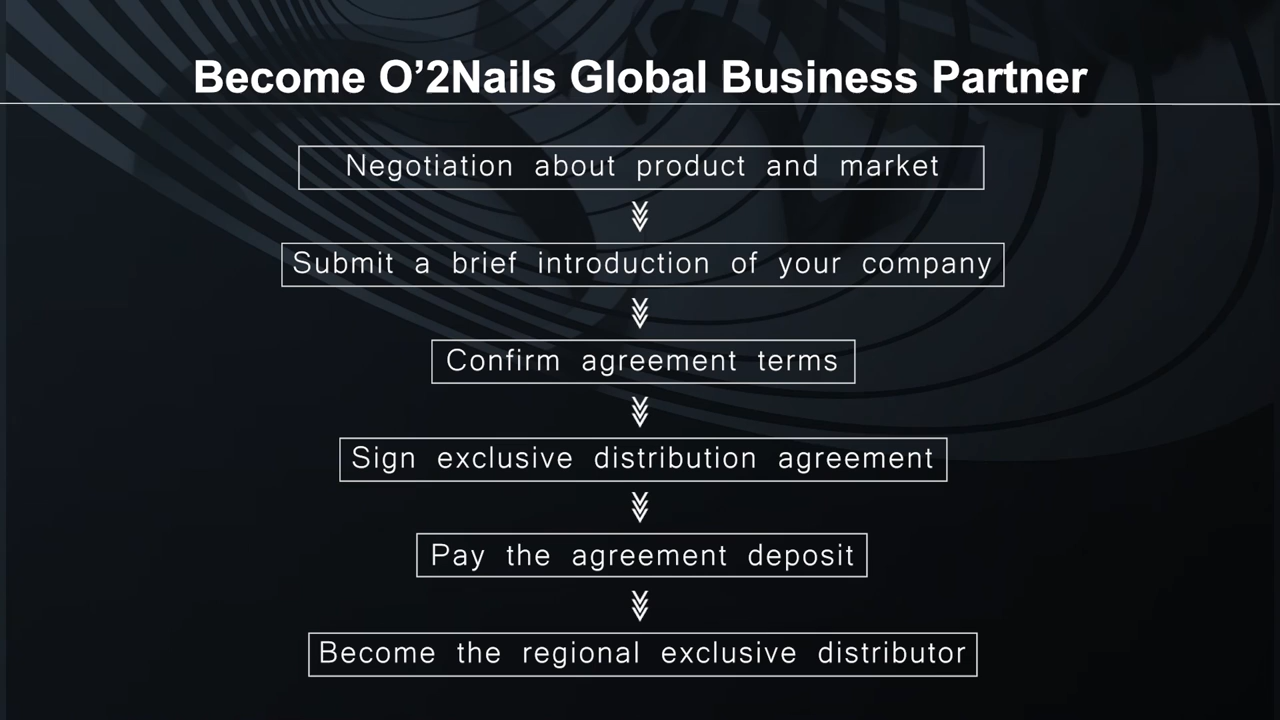 Become O’2Nails Global Business Partner
Negotiation about product and market
Submit a brief introduction of your company
Confirm agreement terms
Sign exclusive distribution agreement
Pay the agreement deposit
Become the regional exclusive distributor